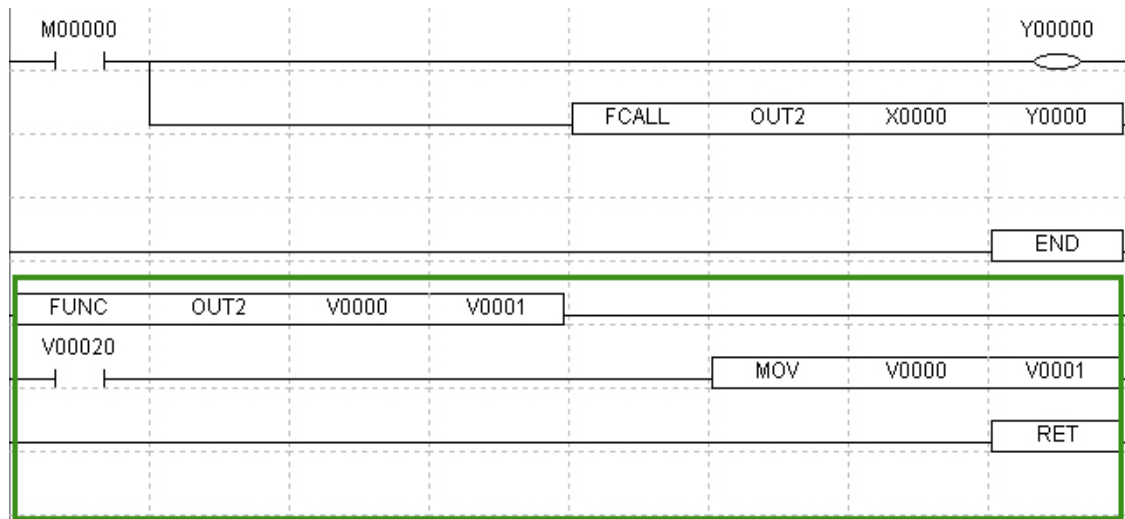 M00000 Y00000
FCALL OUT2 X0000 Y0000
END
FUNC OUT2 V0000 V0001
V00020
MOV V0000 V0001
RET